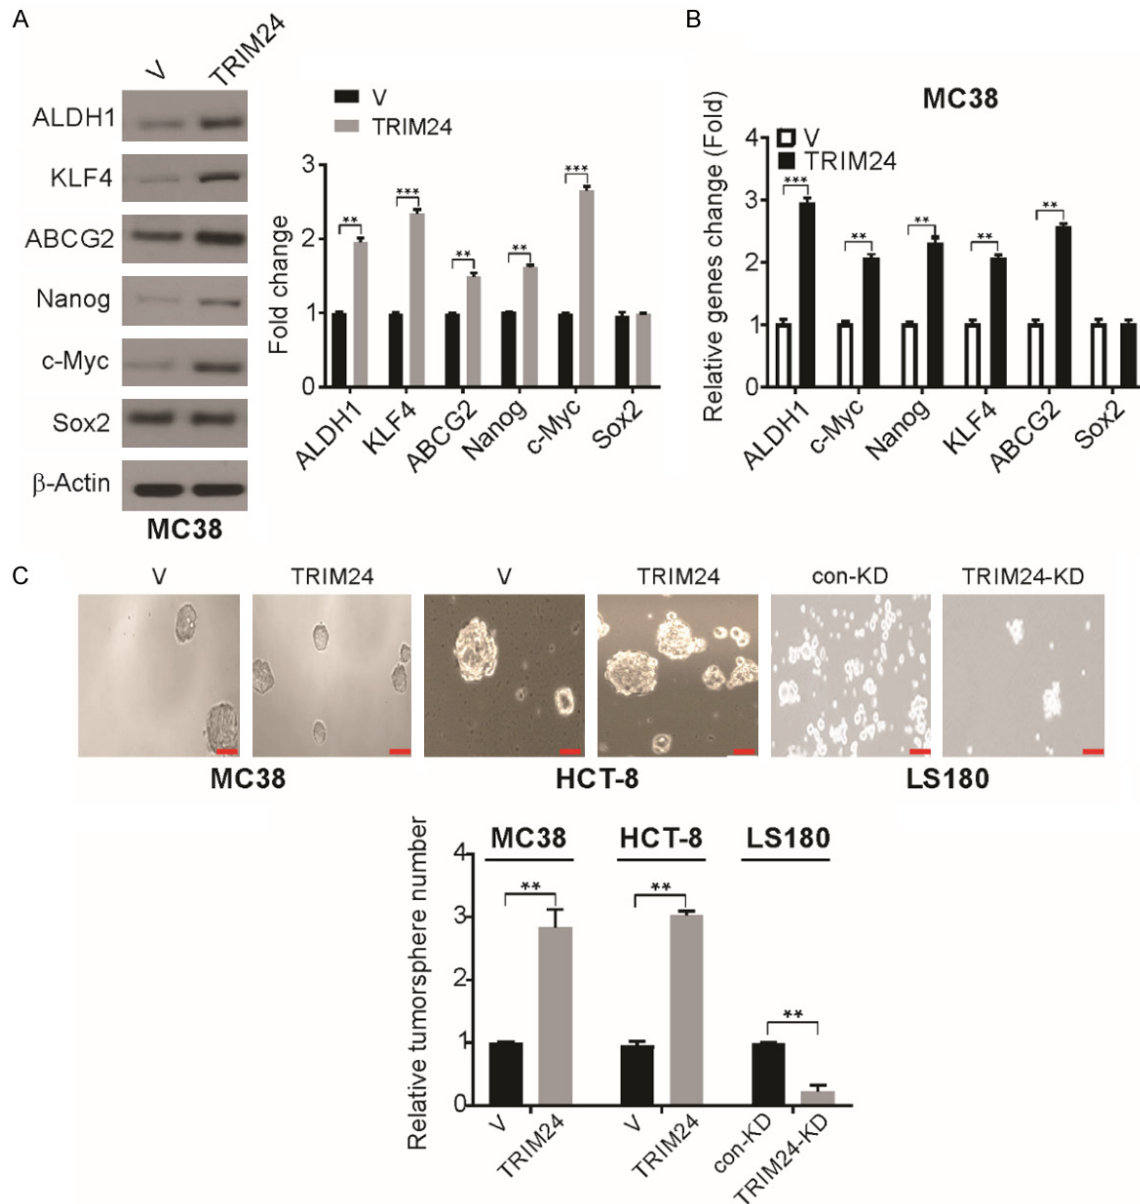 A
V TRIM24
ALDH1
KLF4
ABCG2
Nanog
c-Myc
Sox2
β-Actin
MC38
V
TRIM24
Fold change
3
2
1
0
** *** ** ** ***
ALDH1 KLF4 ABCG2 Nanog c-Myc Sox2
B
MC38
V
TRIM24
Relative genes change (Fold)
4
3
2
1
0
*** ** ** ** **
ALDH1 c-Myc Nanog KLF4 ABCG2 Sox2
C
V TRIM24 V TRIM24 con-KD TRIM24-KD
MC38 HCT-8 LS180
MC38 HCT-8 LS180
Relative tumorsphere number
4
3
2
1
0
** ** **
V TRIM24 V TRIM24 con-KD TRIM24-KD